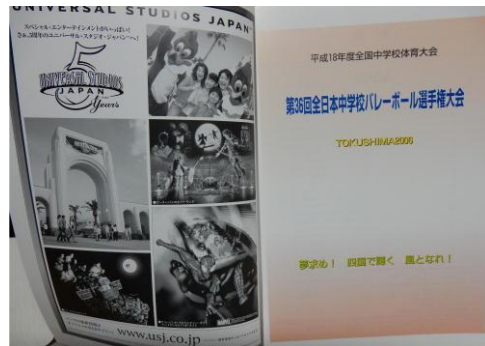 UNIVERSAL STUDIOS JAPAN
スペシャル・エンターテイメントがいっぱい!
さぁ、5周年のユニバーサル・スタジオ・ジャパンへ!
5
UNIVERSAL STUDIOS
JAPAN
Years
www.usj.co.jp
平成18年度全国中学校体育大会
第36回全日本中学校バレーボール選手権大会
TOKUSHIMA2006
夢求め! 四国で輝く 風となれ!